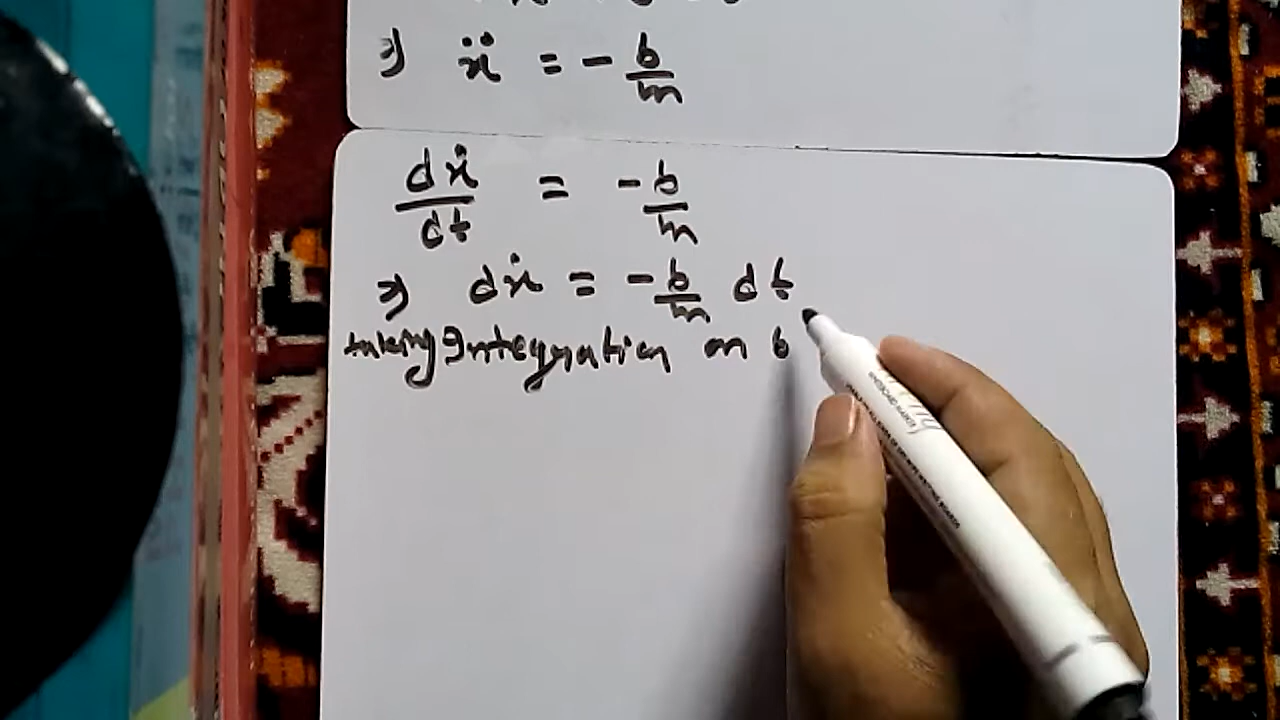 ⇒ ẍ = - b/m
dẋ/dt = - b/m
⇒ dẋ = - b/m dt
taking Integration on b